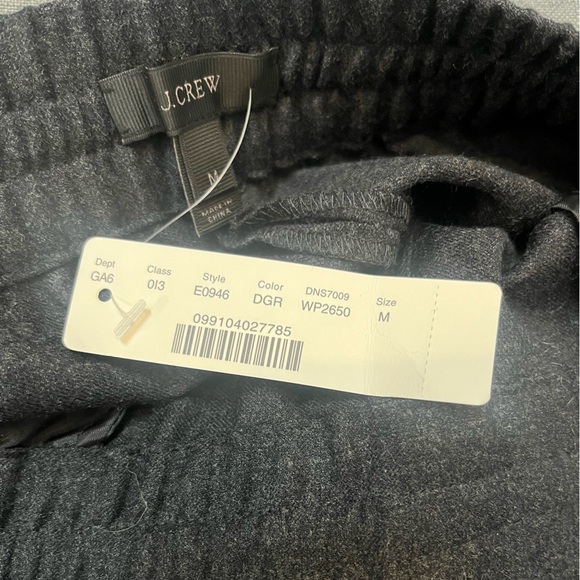 J.CREW
M
MADE IN
CHINA
Dept Class Style Color DNS7009 Size
GA6 0I3 E0946 DGR WP2650 M
099104027785